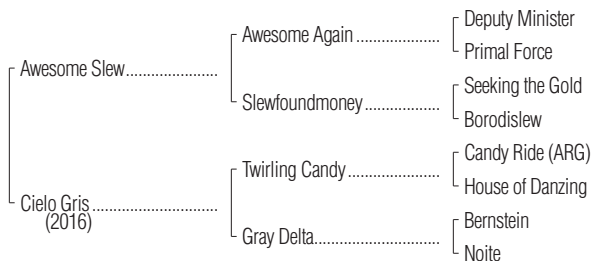 Deputy Minister
Awesome Again
Primal Force
Awesome Slew
Seeking the Gold
Slewfoundmoney
Borodislew
Candy Ride (ARG)
Twirling Candy
House of Danzing
Cielo Gris
(2016)
Bernstein
Gray Delta
Noite